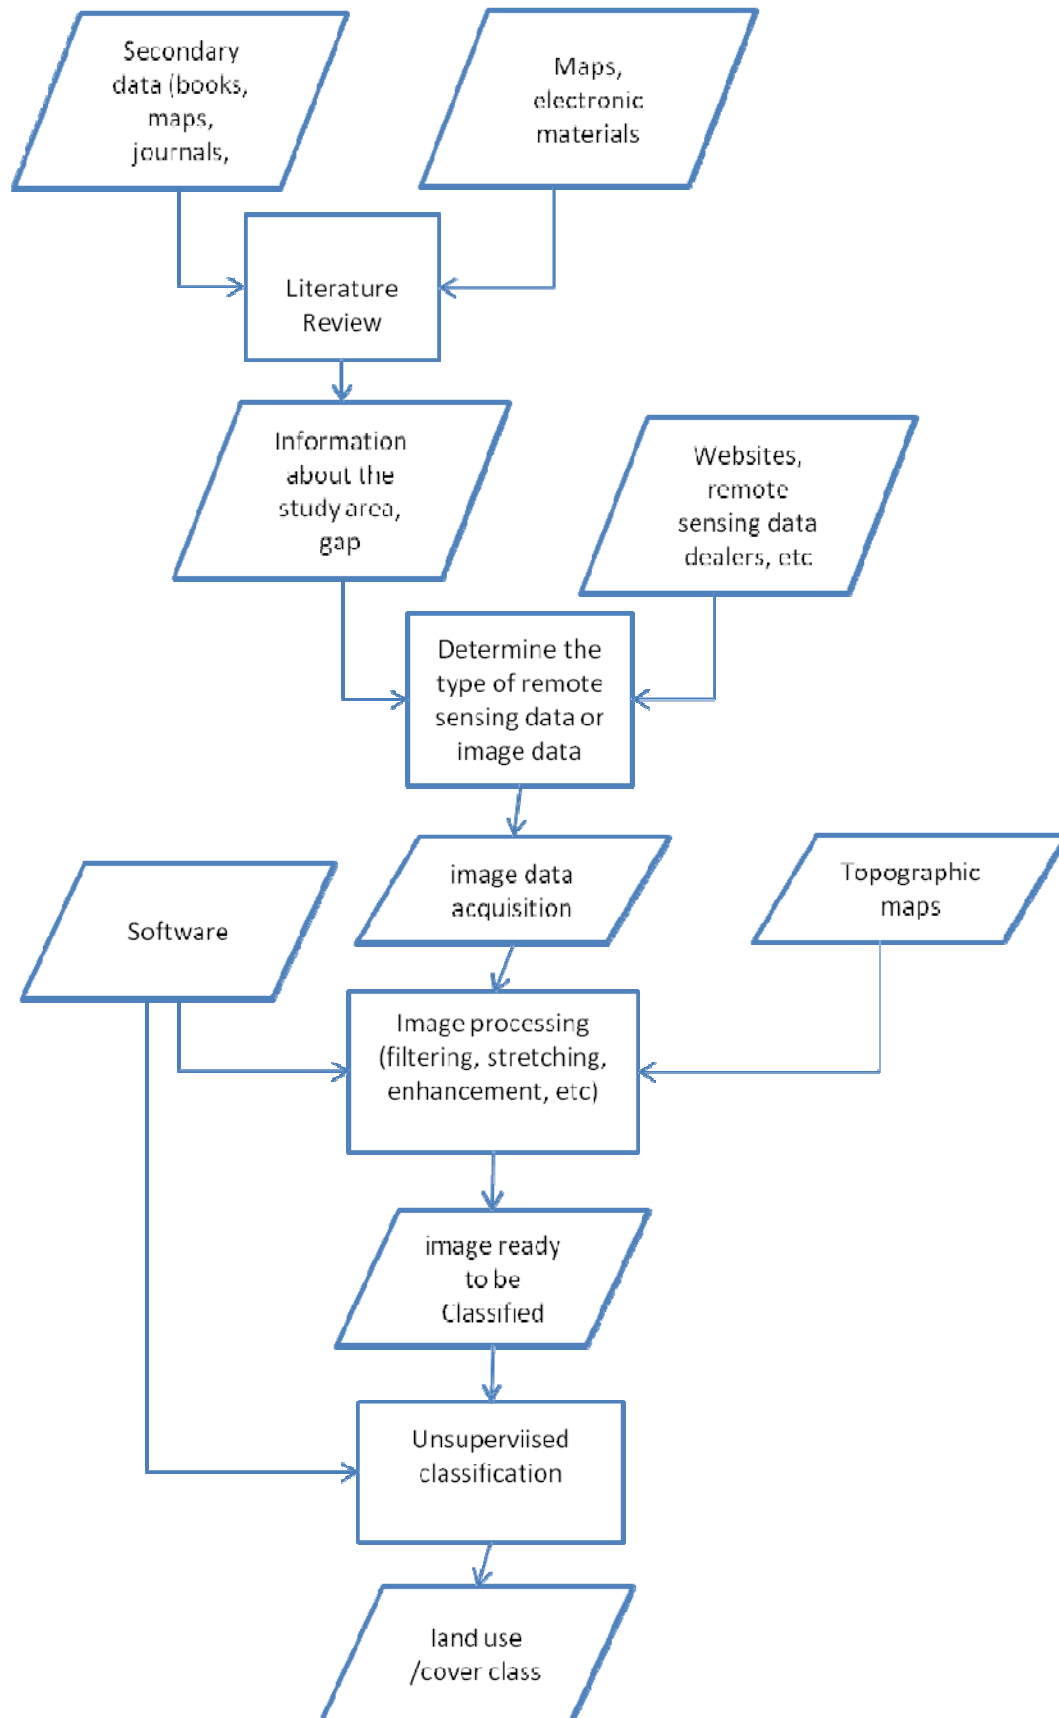 Secondary
data (books,
maps,
journals,
Maps,
electronic
materials
Literature
Review
Information
about the
study area,
gap
Websites,
remote
sensing data
dealers, etc
Determine the
type of remote
sensing data or
image data
image data
acquisition
Topographic
maps
Software
Image processing
(filtering, stretching,
enhancement, etc)
image ready
to be
Classified
Unsuperviised
classification
land use
/cover class